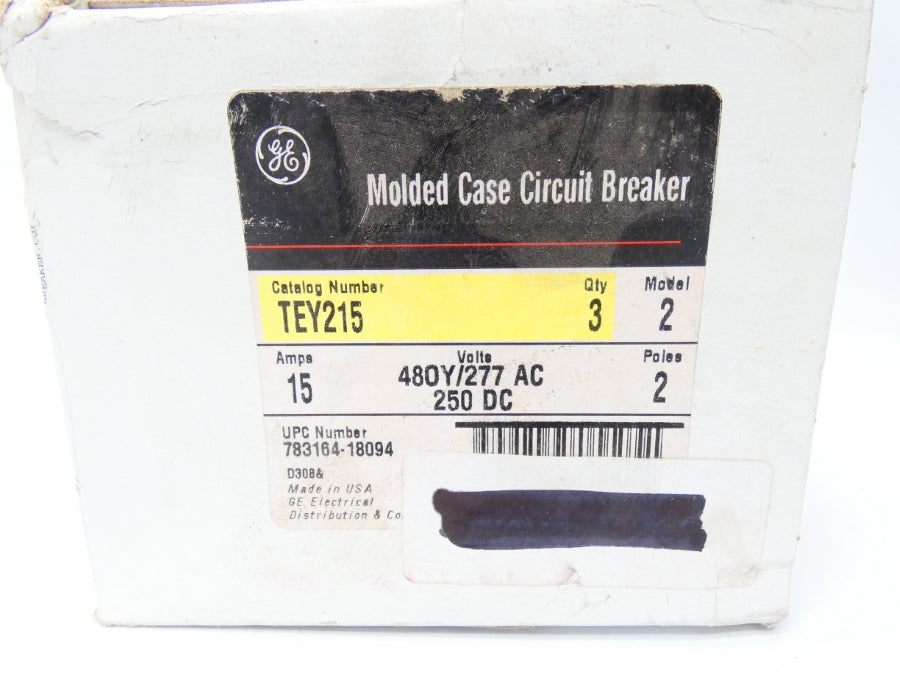 GE
Molded Case Circuit Breaker
Catalog Number Qty Model
TEY215 3 2
Amps Volts Poles
15 480Y/277 AC 2
250 DC
UPC Number
783164-18094
D308&
Made in USA
GE Electrical
Distribution & Co